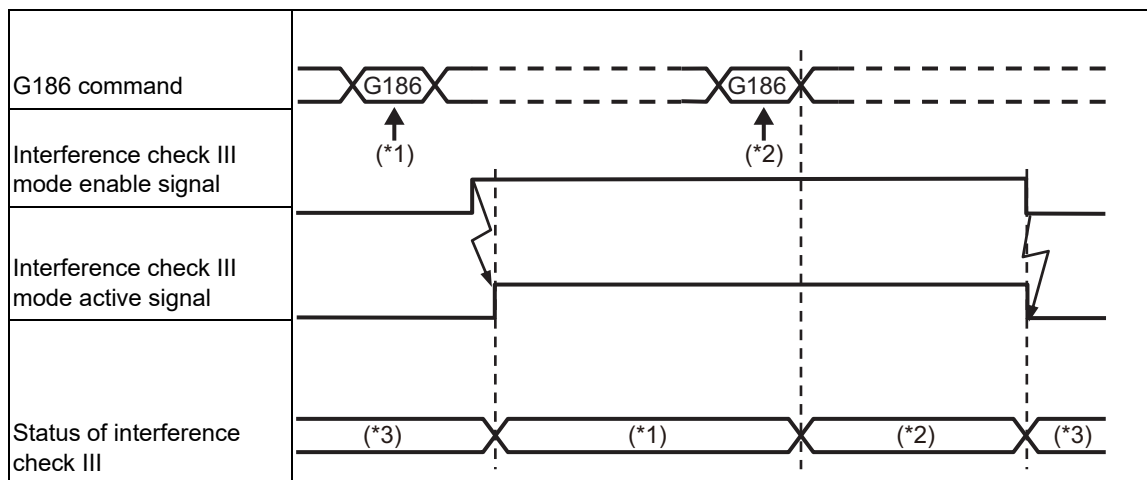 G186 command
G186
G186
(*1)
(*2)
Interference check III
mode enable signal
Interference check III
mode active signal
Status of interference
check III
(*3)
(*1)
(*2)
(*3)